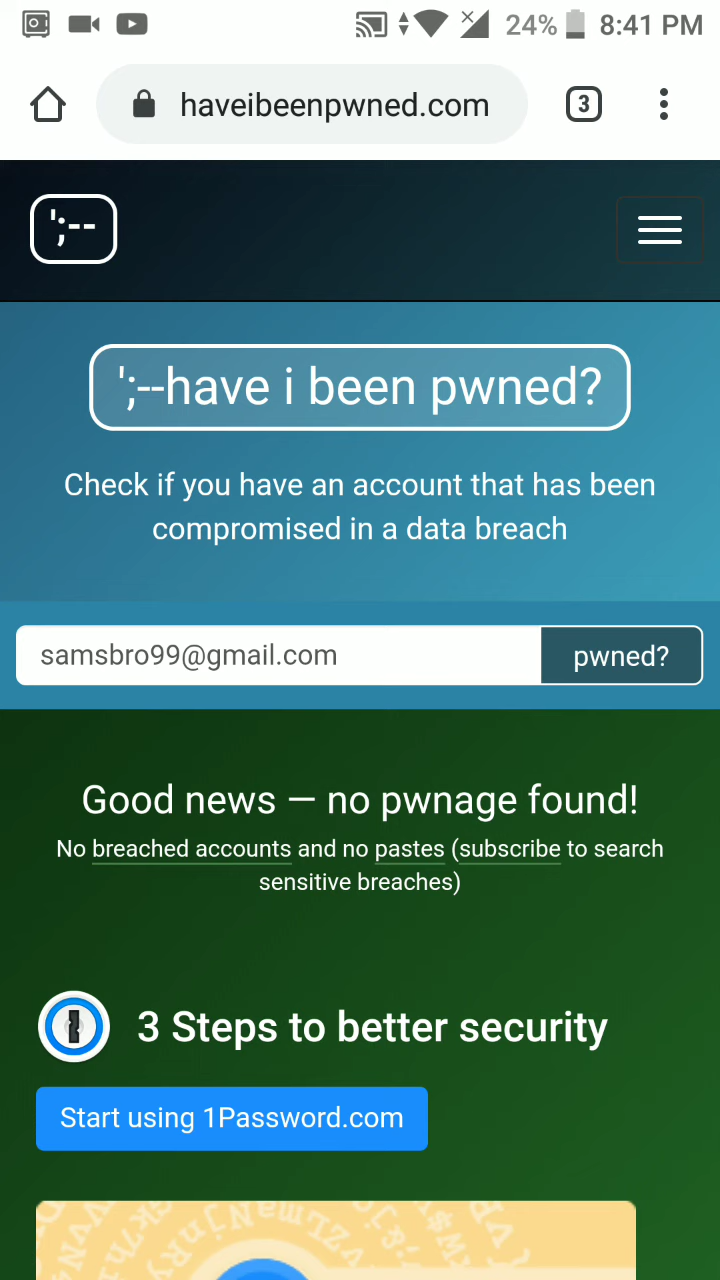 24% 8:41 PM
haveibeenpwned.com 3
';--
';--have i been pwned?
Check if you have an account that has been
compromised in a data breach
samsbro99@gmail.com pwned?
Good news — no pwnage found!
No breached accounts and no pastes (subscribe to search
sensitive breaches)
3 Steps to better security
Start using 1Password.com